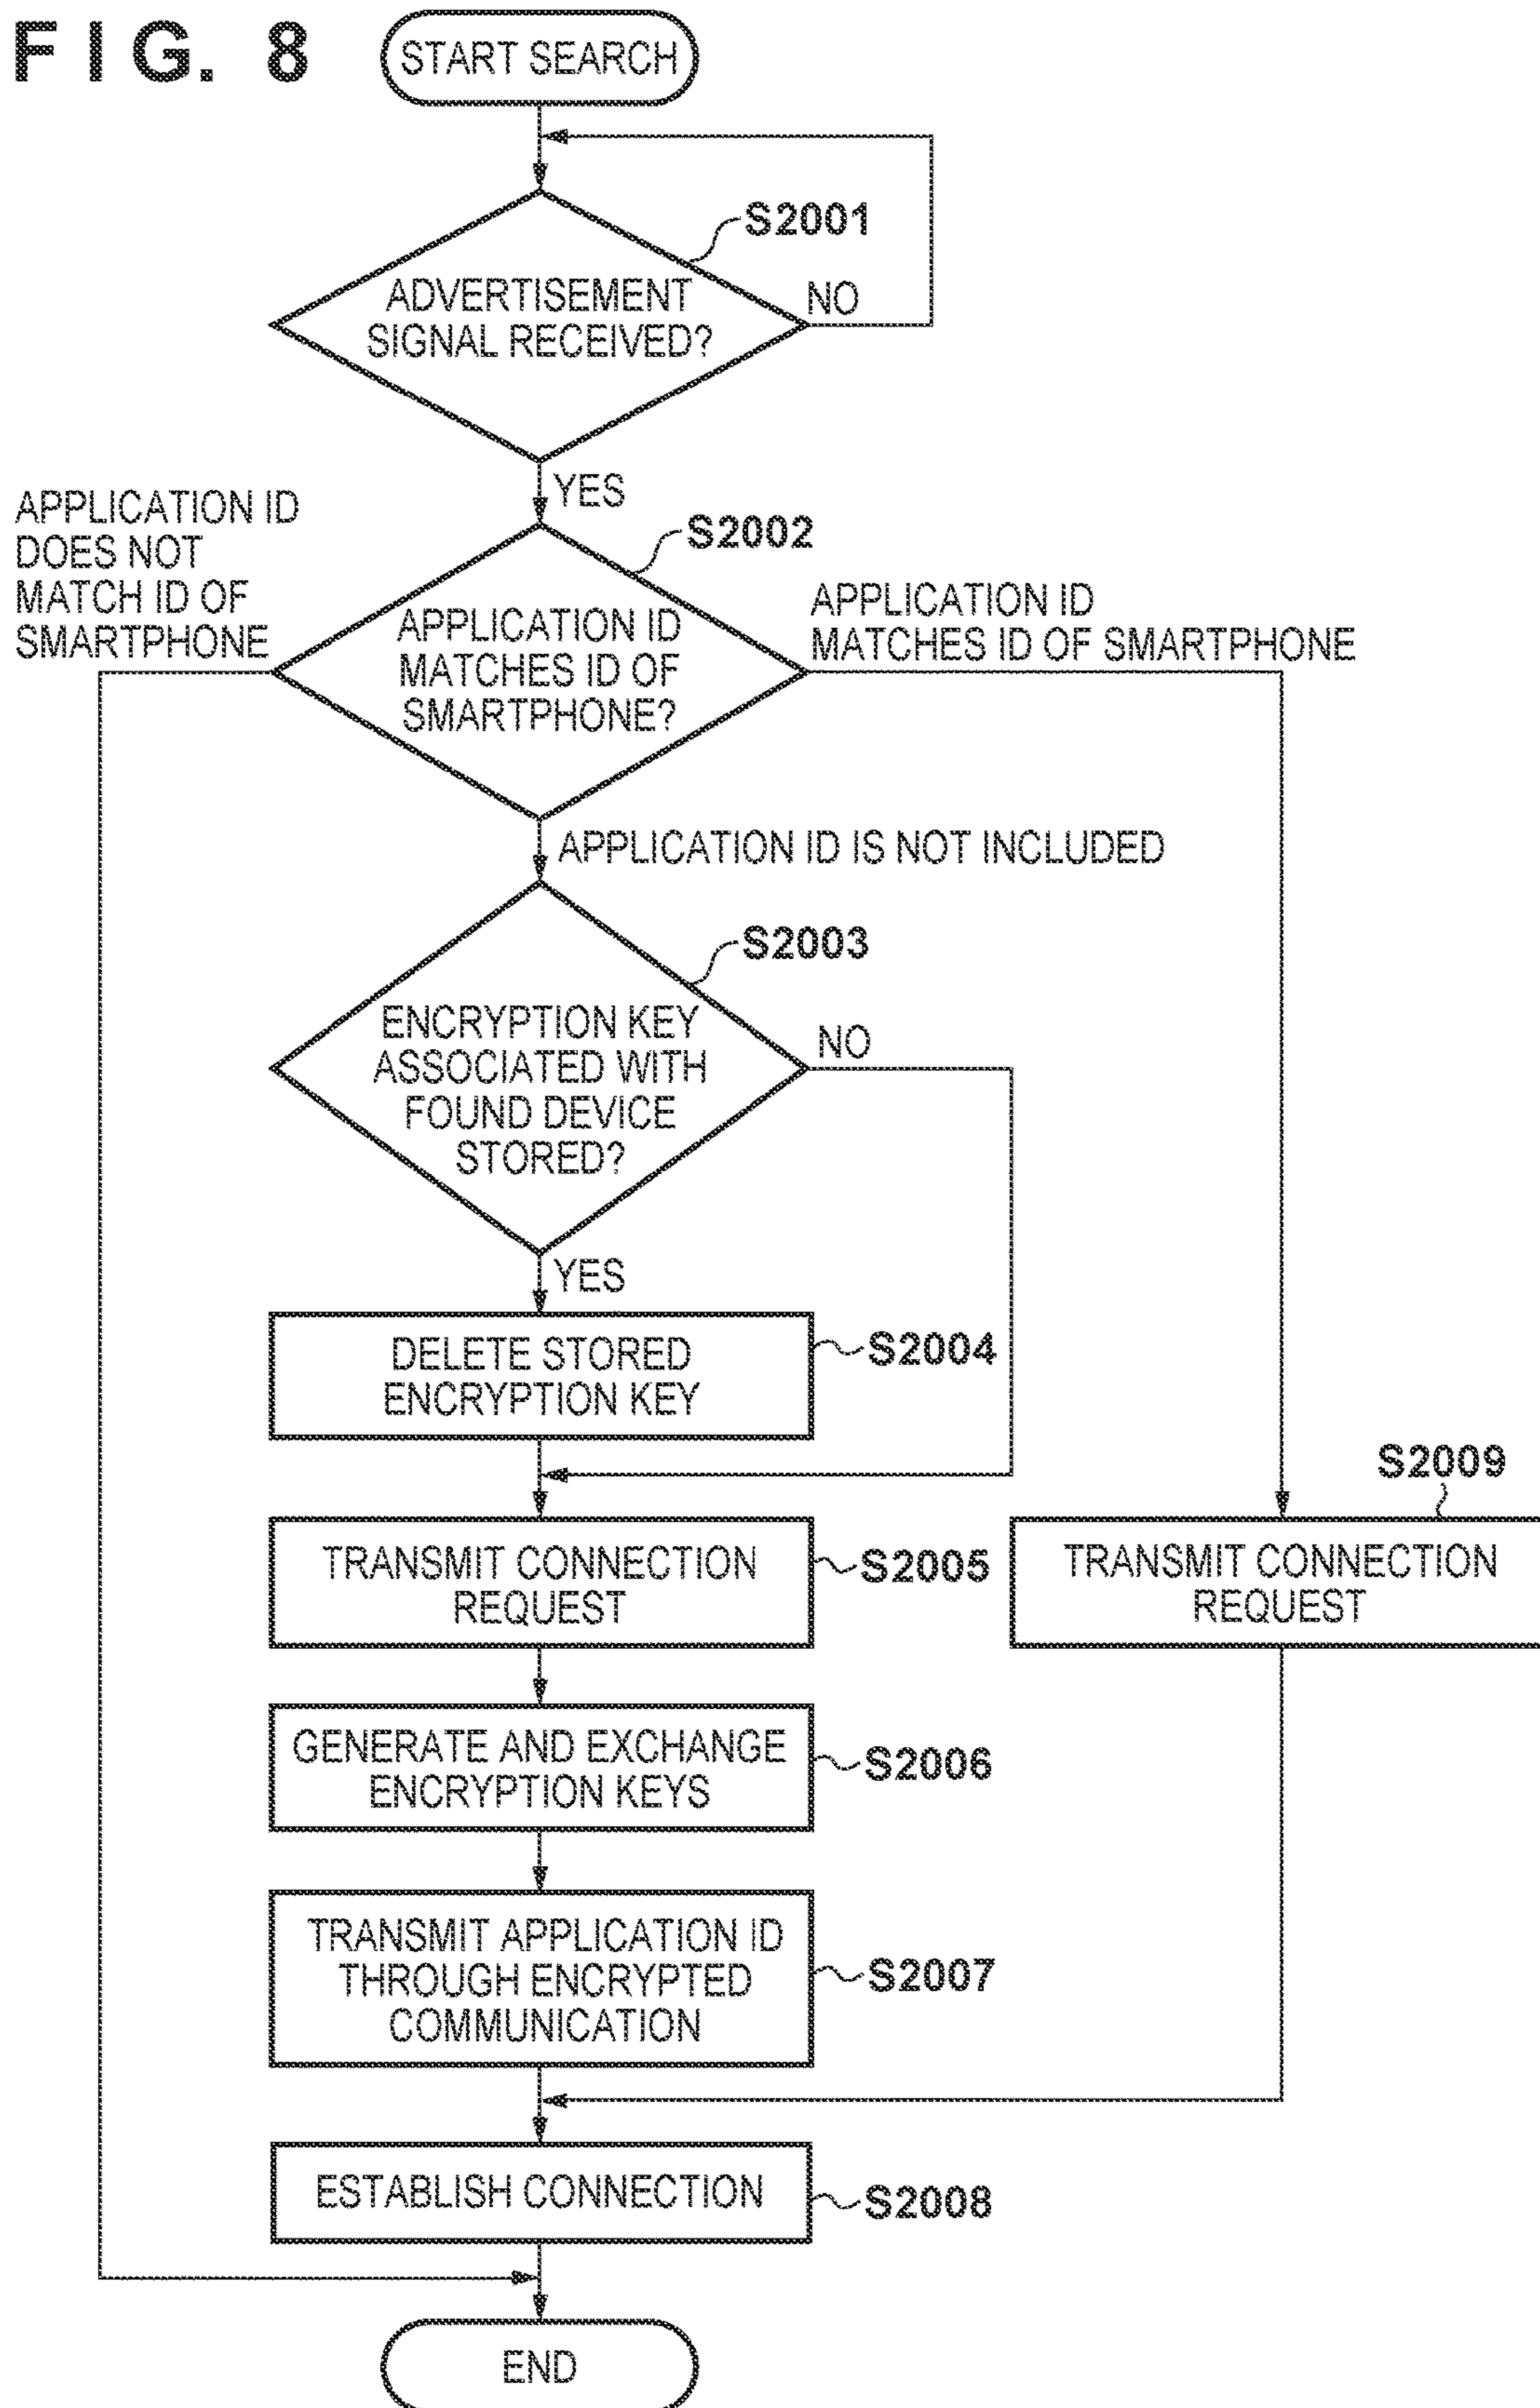 FIG. 8
START SEARCH
S2001
ADVERTISEMENT
SIGNAL RECEIVED?
NO
YES
APPLICATION ID
DOES NOT
MATCH ID OF
SMARTPHONE
S2002
APPLICATION ID
MATCHES ID OF
SMARTPHONE?
APPLICATION ID
MATCHES ID OF SMARTPHONE
APPLICATION ID IS NOT INCLUDED
S2003
ENCRYPTION KEY
ASSOCIATED WITH
FOUND DEVICE
STORED?
NO
YES
DELETE STORED
ENCRYPTION KEY
S2004
TRANSMIT CONNECTION
REQUEST
S2005
S2009
TRANSMIT CONNECTION
REQUEST
GENERATE AND EXCHANGE
ENCRYPTION KEYS
S2006
TRANSMIT APPLICATION ID
THROUGH ENCRYPTED
COMMUNICATION
S2007
ESTABLISH CONNECTION
S2008
END